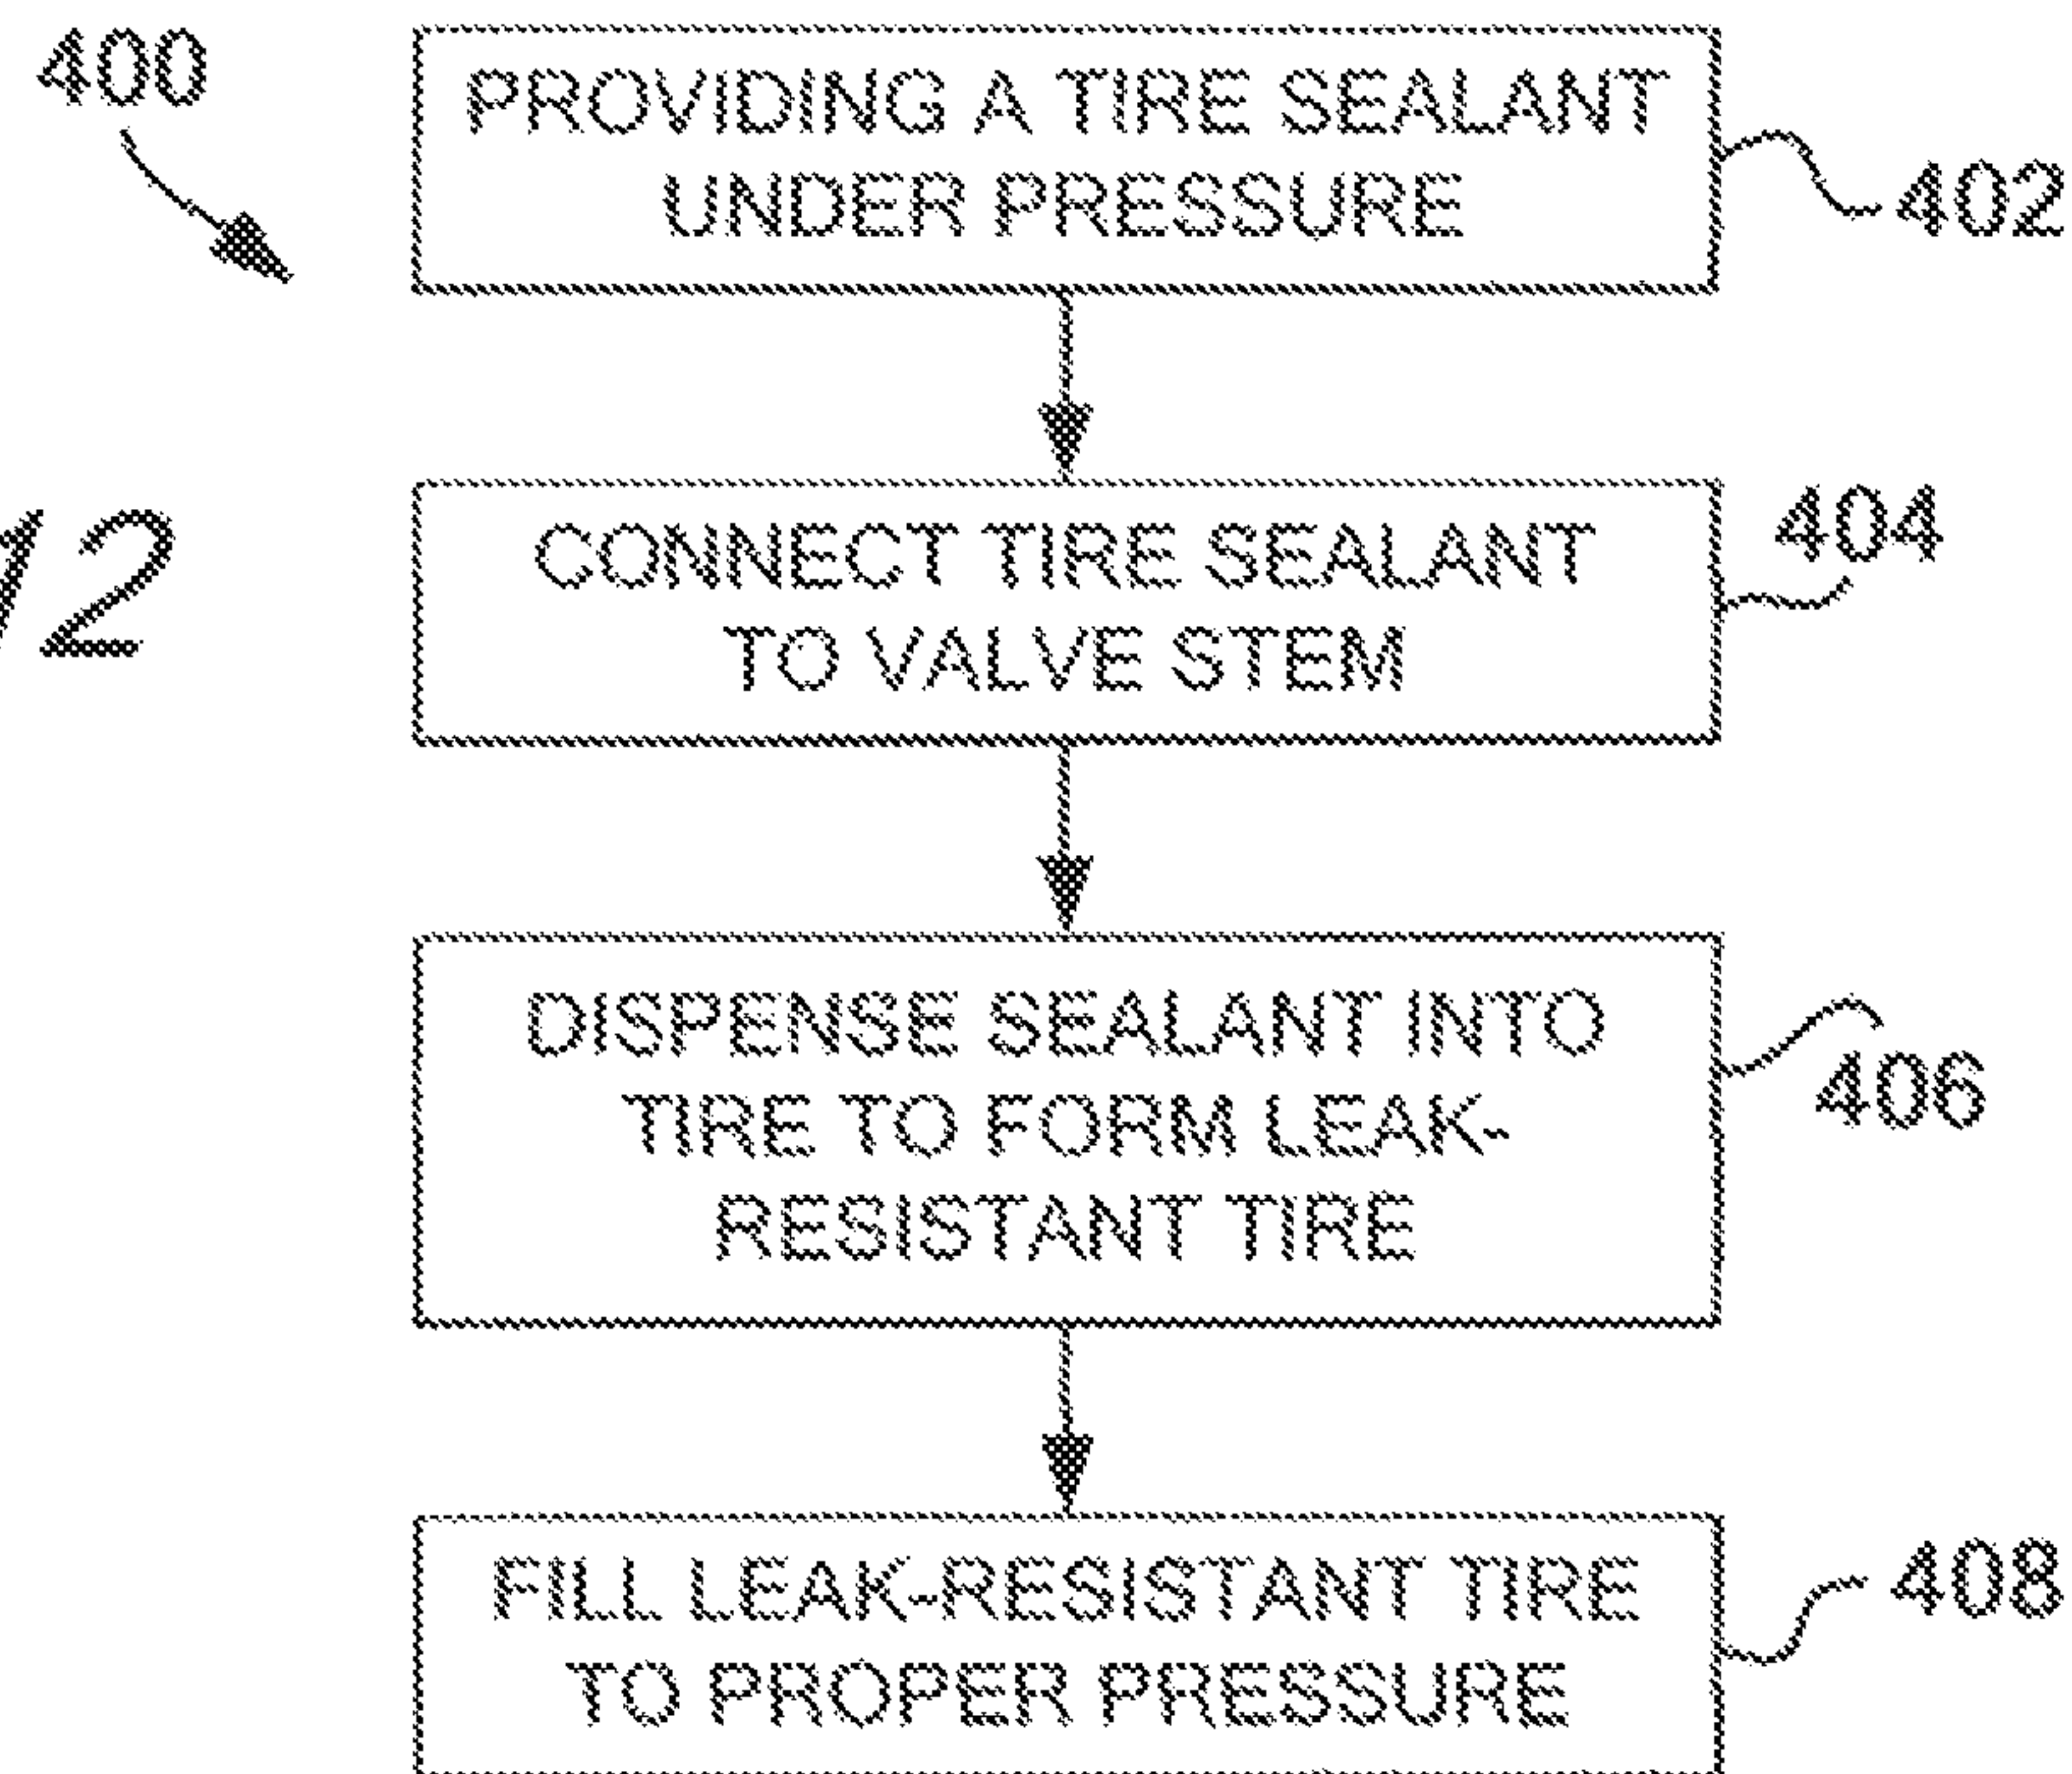 400
PROVIDING A TIRE SEALANT
UNDER PRESSURE
402
12
CONNECT TIRE SEALANT
TO VALVE STEM
404
DISPENSE SEALANT INTO
TIRE TO FORM LEAK-
RESISTANT TIRE
406
FILL LEAK-RESISTANT TIRE
TO PROPER PRESSURE
408